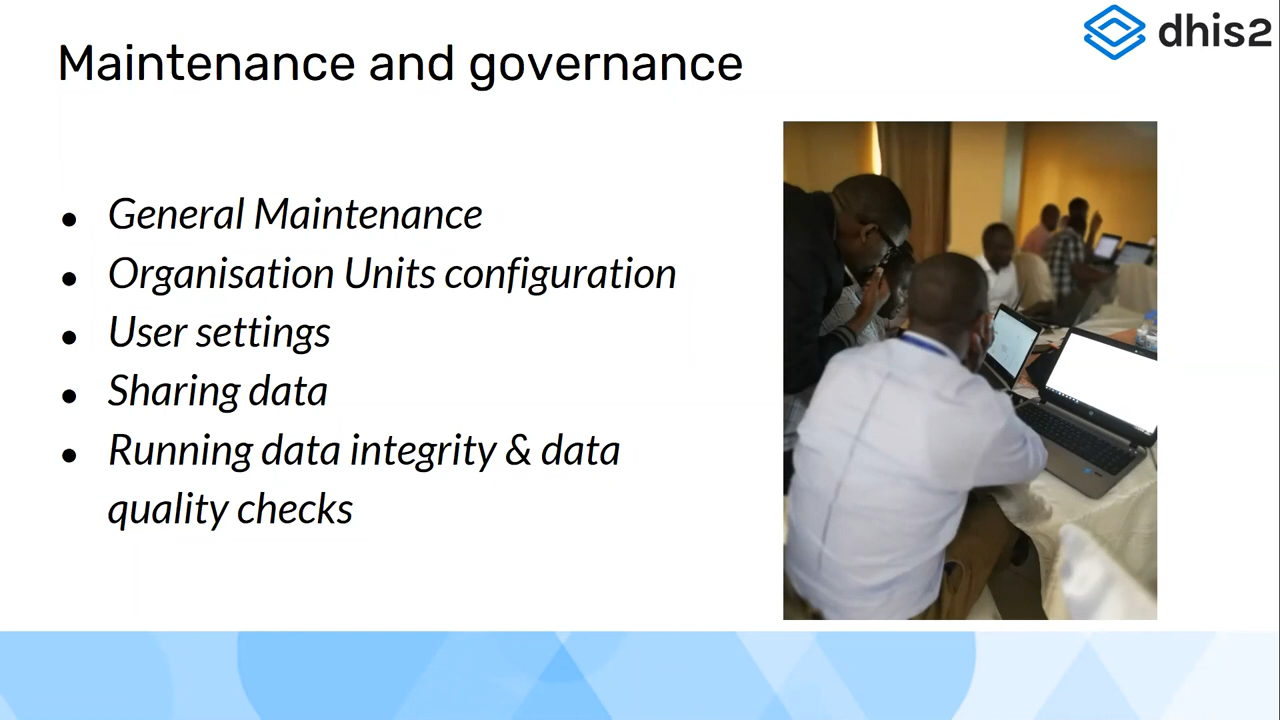 dhis2
Maintenance and governance
● General Maintenance
● Organisation Units configuration
● User settings
● Sharing data
● Running data integrity & data
quality checks